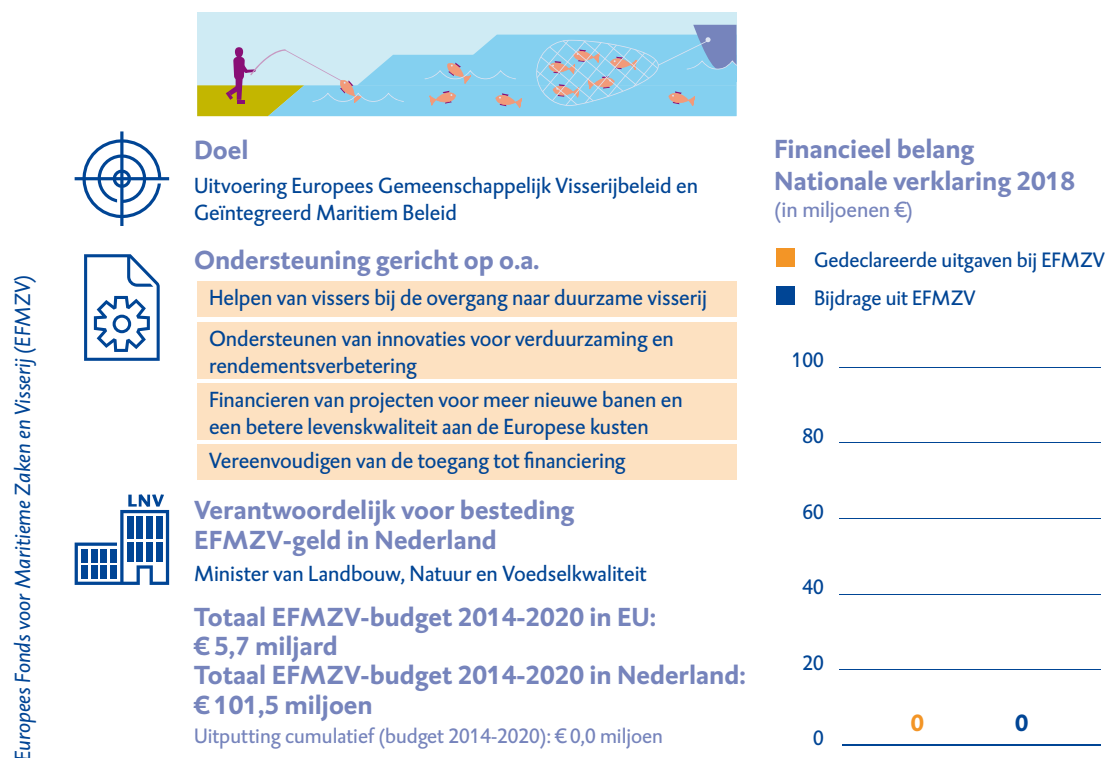 Europees Fonds voor Maritieme Zaken en Visserij (EFMZV)
Doel
Uitvoering Europees Gemeenschappelijk Visserijbeleid en
Geïntegreerd Maritiem Beleid
Ondersteuning gericht op o.a.
Helpen van vissers bij de overgang naar duurzame visserij
Ondersteunen van innovaties voor verduurzaming en
rendementsverbetering
Financieren van projecten voor meer nieuwe banen en
een betere levenskwaliteit aan de Europese kusten
Vereenvoudigen van de toegang tot financiering
LNV
Verantwoordelijk voor besteding
EFMZV-geld in Nederland
Minister van Landbouw, Natuur en Voedselkwaliteit
Totaal EFMZV-budget 2014-2020 in EU:
€ 5,7 miljard
Totaal EFMZV-budget 2014-2020 in Nederland:
€ 101,5 miljoen
Uitputting cumulatief (budget 2014-2020): € 0,0 miljoen
Financieel belang
Nationale verklaring 2018
(in miljoenen €)
Gedeclareerde uitgaven bij EFMZV
Bijdrage uit EFMZV
100
80
60
40
20
0
0 0